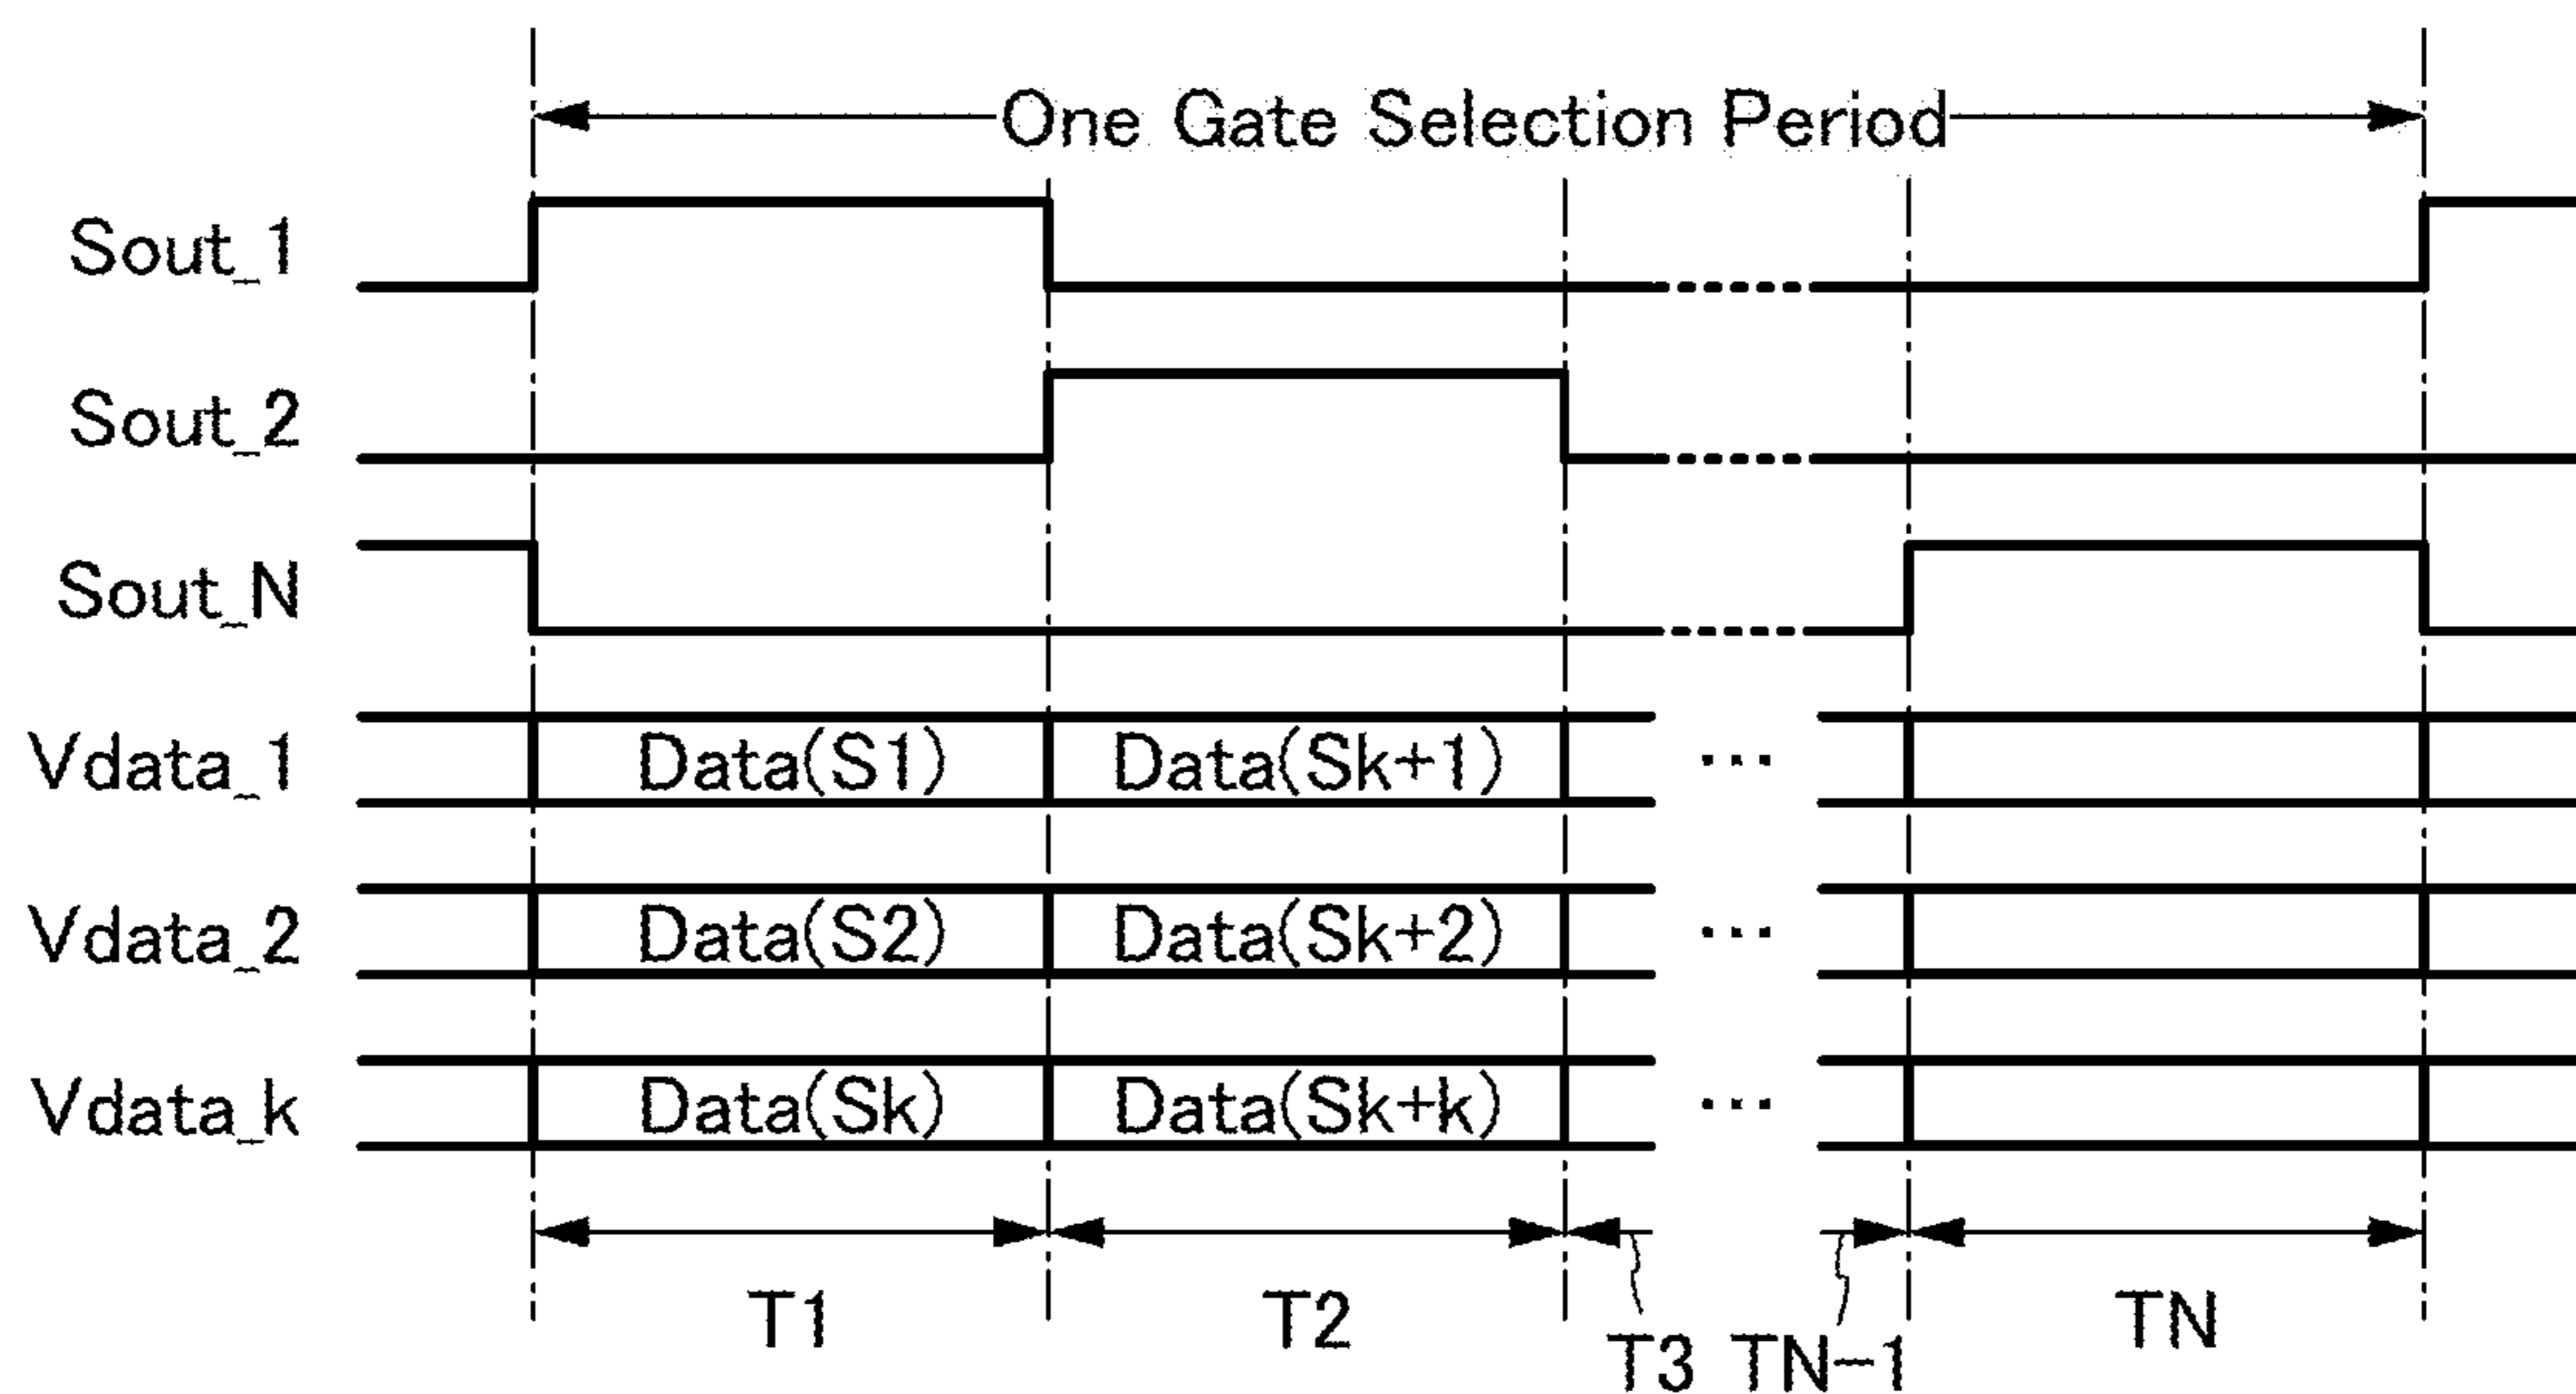 One Gate Selection Period
Sout_1
Sout_2
Sout_N
Vdata_1 Data(S1) Data(Sk+1) ...
Vdata_2 Data(S2) Data(Sk+2) ...
Vdata_k Data(Sk) Data(Sk+k) ...
T1 T2 T3 TN-1 TN